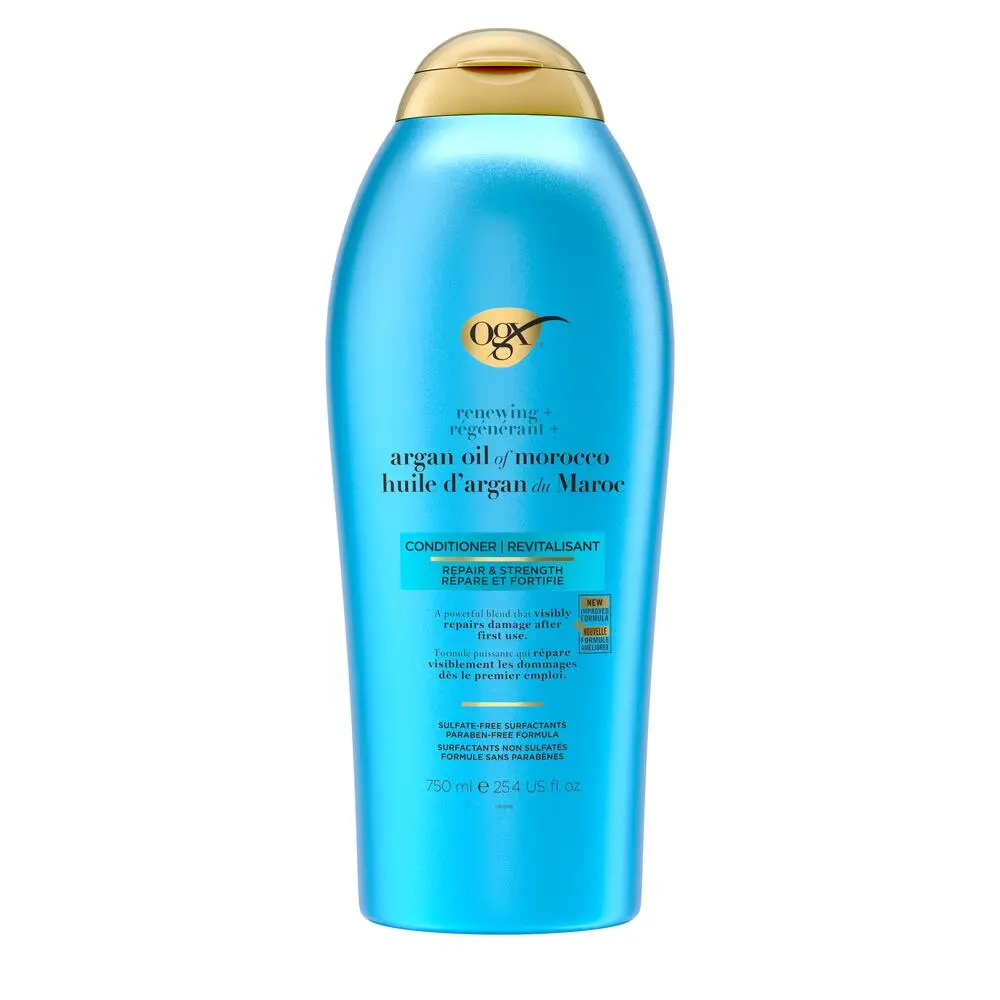 ogx
renewing +
régénérant +
argan oil of morocco
huile d'argan du Maroc
CONDITIONER | REVITALISANT
REPAIR & STRENGTH
RÉPARE ET FORTIFIE
A powerful blend that visibly
repairs damage after
first use.
NEW
IMPROVED
FORMULA
NOUVELLE
FORMULE
AMÉLIORÉE
Formule puissante qui répare
visiblement les dommages
dès le premier emploi.
SULFATE-FREE SURFACTANTS
PARABEN-FREE FORMULA
SURFACTANTS NON SULFATÉS
FORMULE SANS PARABÈNES
750 ml e 25.4 US. fl. oz.